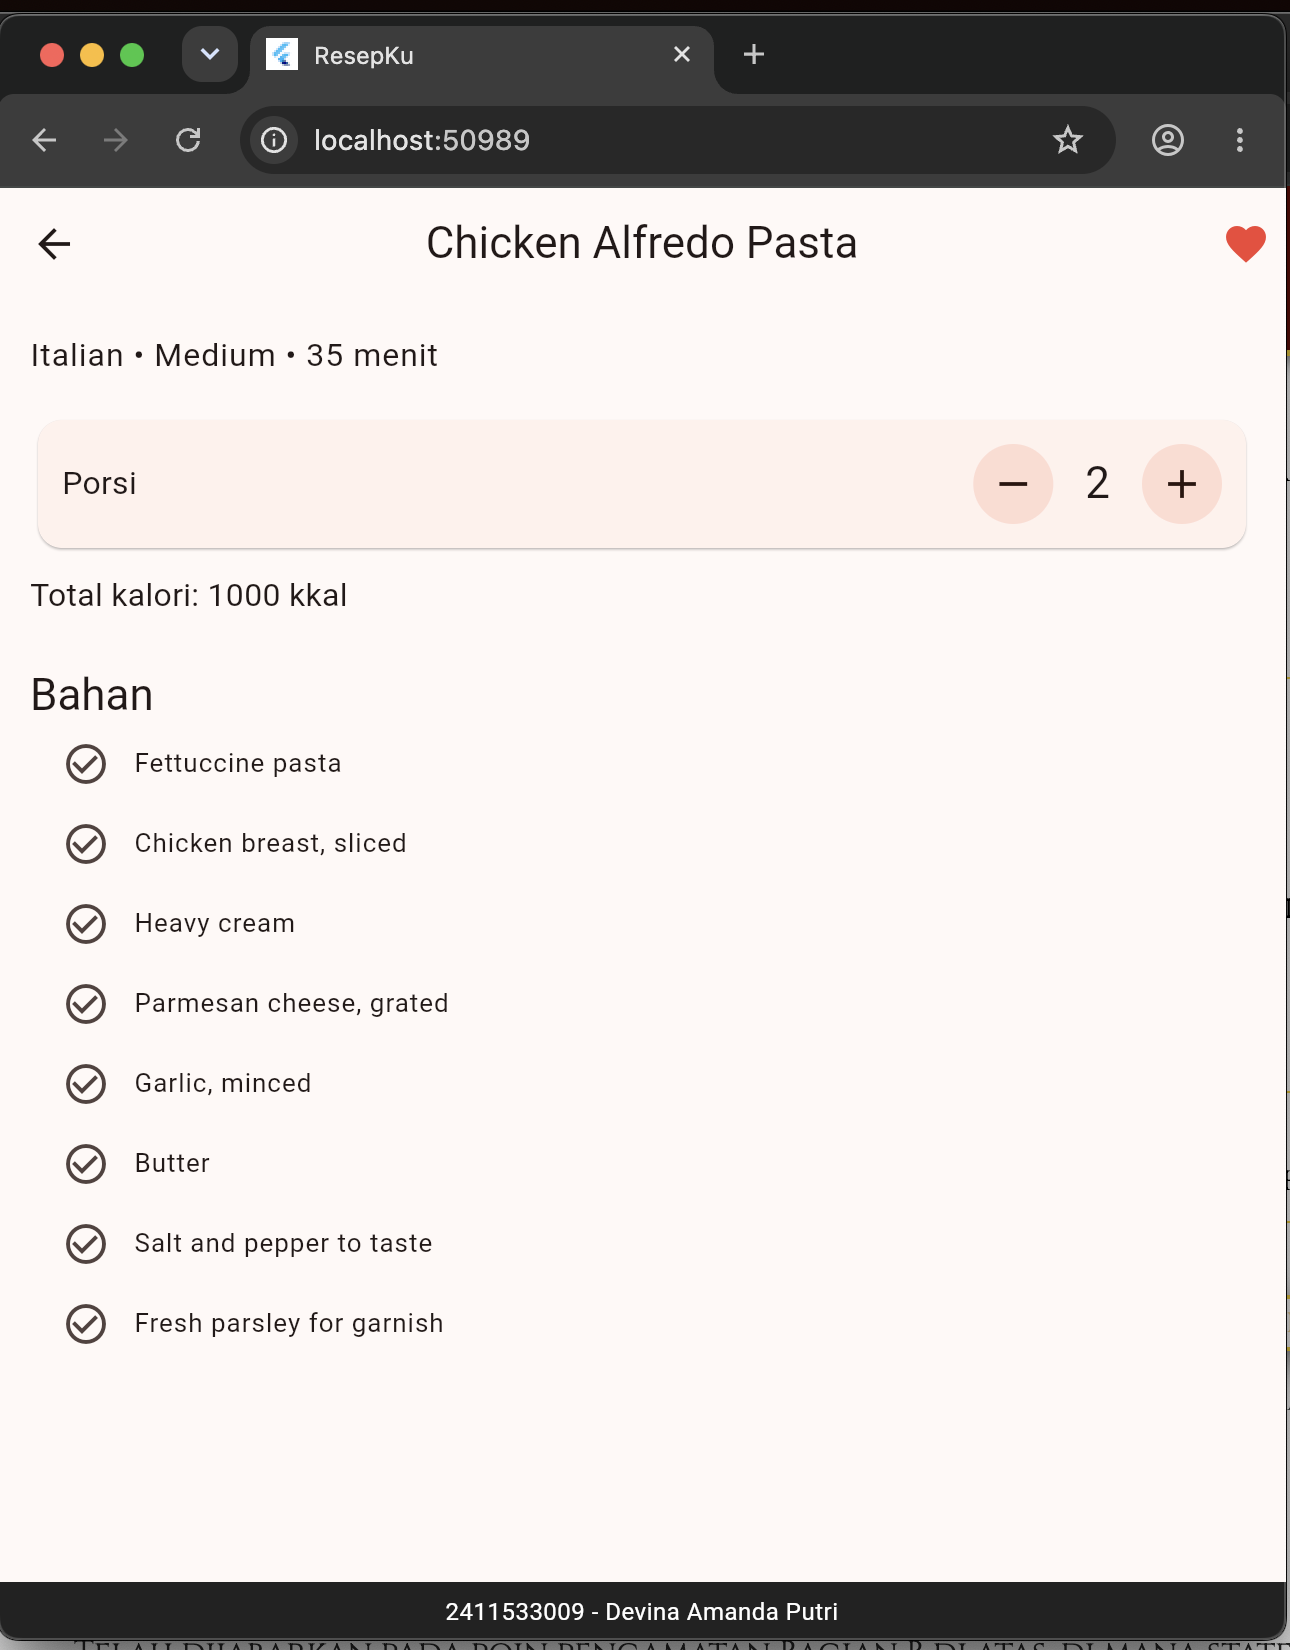 ResepKu
localhost:50989
Chicken Alfredo Pasta
Italian • Medium • 35 menit
Porsi
2
Total kalori: 1000 kkal
Bahan
Fettuccine pasta
Chicken breast, sliced
Heavy cream
Parmesan cheese, grated
Garlic, minced
Butter
Salt and pepper to taste
Fresh parsley for garnish
2411533009 - Devina Amanda Putri